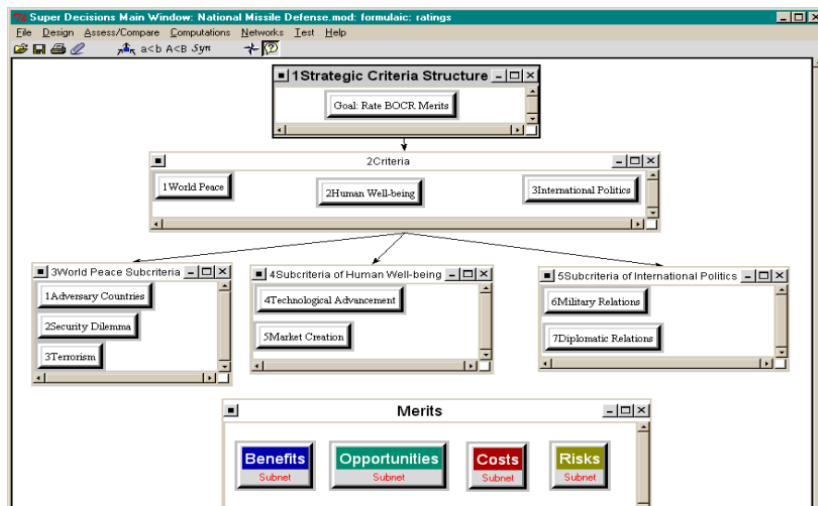 Super Decisions Main Window: National Missile Defense.mod: formulaic: ratings
File Design Assess/Compare Computations Networks Test Help
a<b A<B Syn
1Strategic Criteria Structure
Goal: Rate BOCR Merits
2Criteria
1World Peace
2Human Well-being
3International Politics
3World Peace Subcriteria
1Adversary Countries
2Security Dilemma
3Terrorism
4Subcriteria of Human Well-being
4Technological Advancement
5Market Creation
5Subcriteria of International Politics
6Military Relations
7Diplomatic Relations
Merits
Benefits
Subnet
Opportunities
Subnet
Costs
Subnet
Risks
Subnet